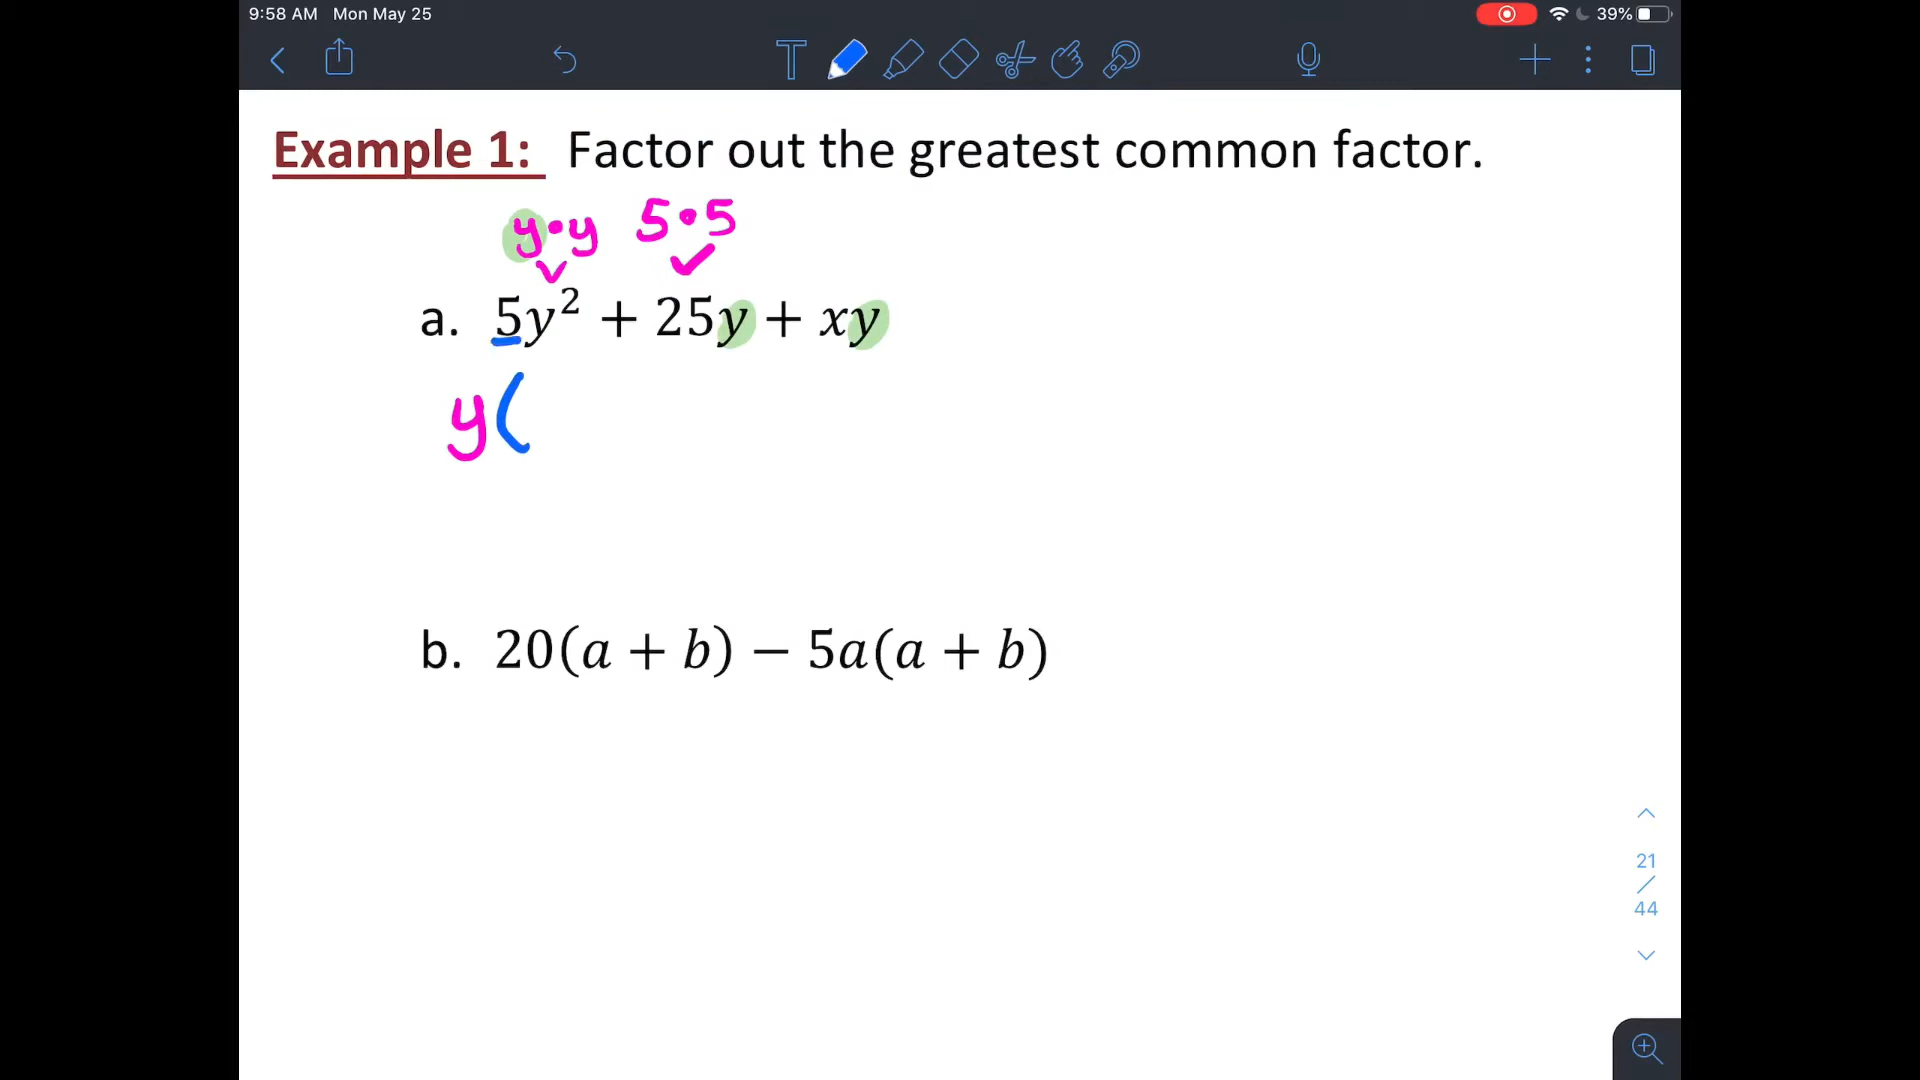 9:58 AM Mon May 25 39%
T
Example 1: Factor out the greatest common factor.
y•y 5•5
a. 5y² + 25y + xy
y(
b. 20(a + b) − 5a(a + b)
21
/
44